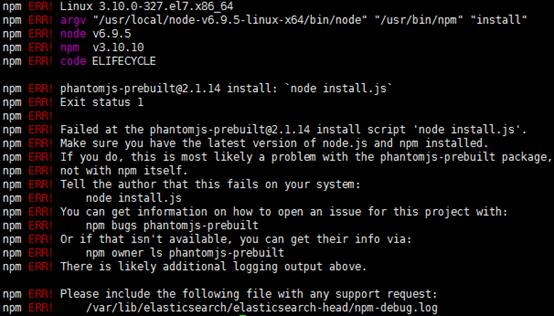 npm ERR! Linux 3.10.0-327.el7.x86_64
npm ERR! argv "/usr/local/node-v6.9.5-linux-x64/bin/node" "/usr/bin/npm" "install"
npm ERR! node v6.9.5
npm ERR! npm  v3.10.10
npm ERR! code ELIFECYCLE

npm ERR! phantomjs-prebuilt@2.1.14 install: `node install.js`
npm ERR! Exit status 1
npm ERR!
npm ERR! Failed at the phantomjs-prebuilt@2.1.14 install script 'node install.js'.
npm ERR! Make sure you have the latest version of node.js and npm installed.
npm ERR! If you do, this is most likely a problem with the phantomjs-prebuilt package,
npm ERR! not with npm itself.
npm ERR! Tell the author that this fails on your system:
npm ERR!     node install.js
npm ERR! You can get information on how to open an issue for this project with:
npm ERR!     npm bugs phantomjs-prebuilt
npm ERR! Or if that isn't available, you can get their info via:
npm ERR!     npm owner ls phantomjs-prebuilt
npm ERR! There is likely additional logging output above.

npm ERR! Please include the following file with any support request:
npm ERR!     /var/lib/elasticsearch/elasticsearch-head/npm-debug.log